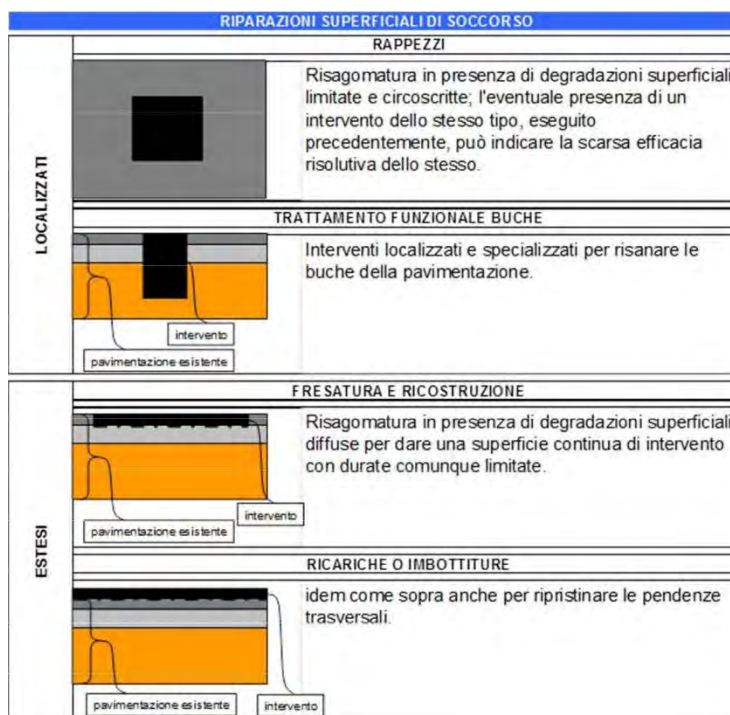 RIPARAZIONI SUPERFICIALI DI SOCCORSO
LOCALIZZATI
RAPPEZZI
Risagomatura in presenza di degradazioni superficiali
limitate e circoscritte; l'eventuale presenza di un
intervento dello stesso tipo, eseguito
precedentemente, può indicare la scarsa efficacia
risolutiva dello stesso.
TRATTAMENTO FUNZIONALE BUCHE
Interventi localizzati e specializzati per risanare le
buche della pavimentazione.
intervento
pavimentazione esistente
ESTESI
FRESATURA E RICOSTRUZIONE
Risagomatura in presenza di degradazioni superficiali
diffuse per dare una superficie continua di intervento
con durate comunque limitate.
intervento
pavimentazione esistente
RICARICHE O IMBOTTITURE
idem come sopra anche per ripristinare le pendenze
trasversali.
pavimentazione esistente
intervento